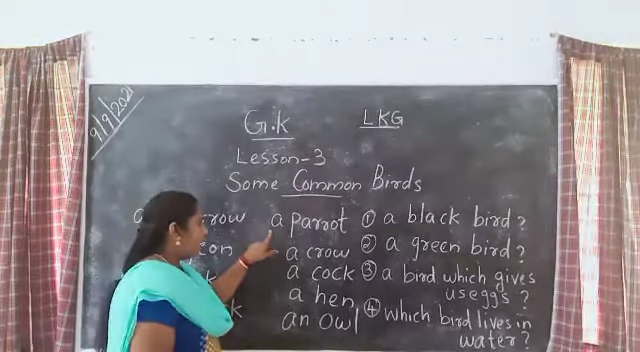 9/9/2021
G.K
LKG
Lesson-3
Some Common Birds
a parrot
a crow
a cock
a hen
an owl
① a black bird?
② a green bird?
③ a bird which gives
us eggs?
④ which bird lives in
water?